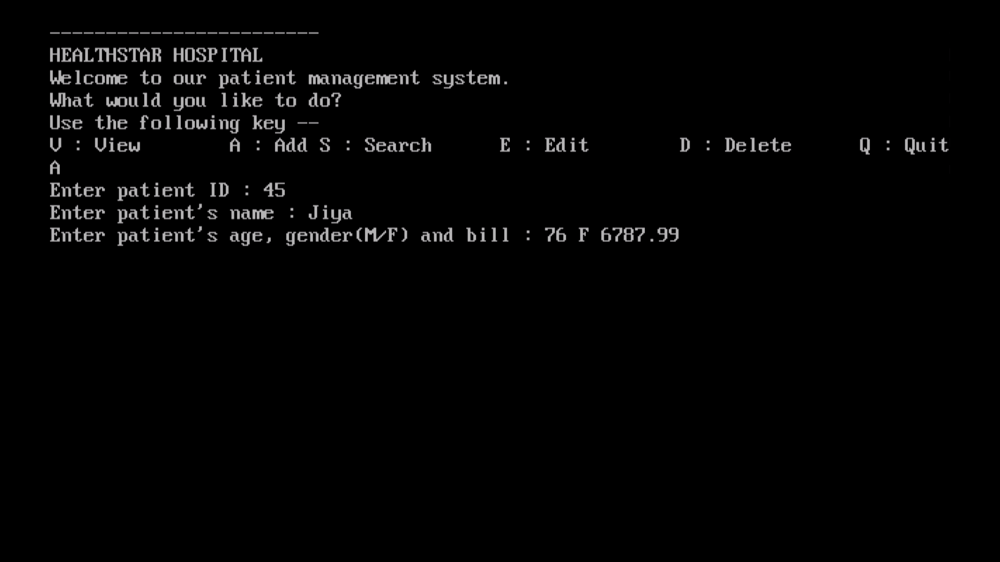 ------------------------
HEALTHSTAR HOSPITAL
Welcome to our patient management system.
What would you like to do?
Use the following key --
V : View        A : Add S : Search      E : Edit        D : Delete      Q : Quit
A
Enter patient ID : 45
Enter patient's name : Jiya
Enter patient's age, gender(M/F) and bill : 76 F 6787.99